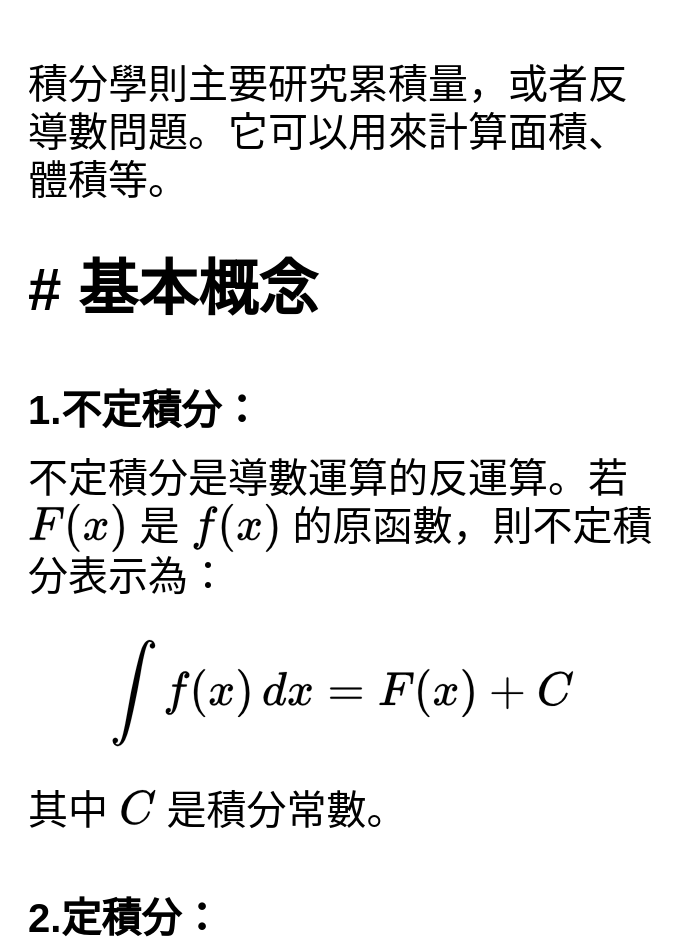 積分學則主要研究累積量，或者反
導數問題。它可以用來計算面積、
體積等。
# 基本概念
1.不定積分：
不定積分是導數運算的反運算。若
F(x) 是 f(x) 的原函數，則不定積
分表示為：
∫ f(x) dx = F(x) + C
其中 C 是積分常數。
2.定積分：